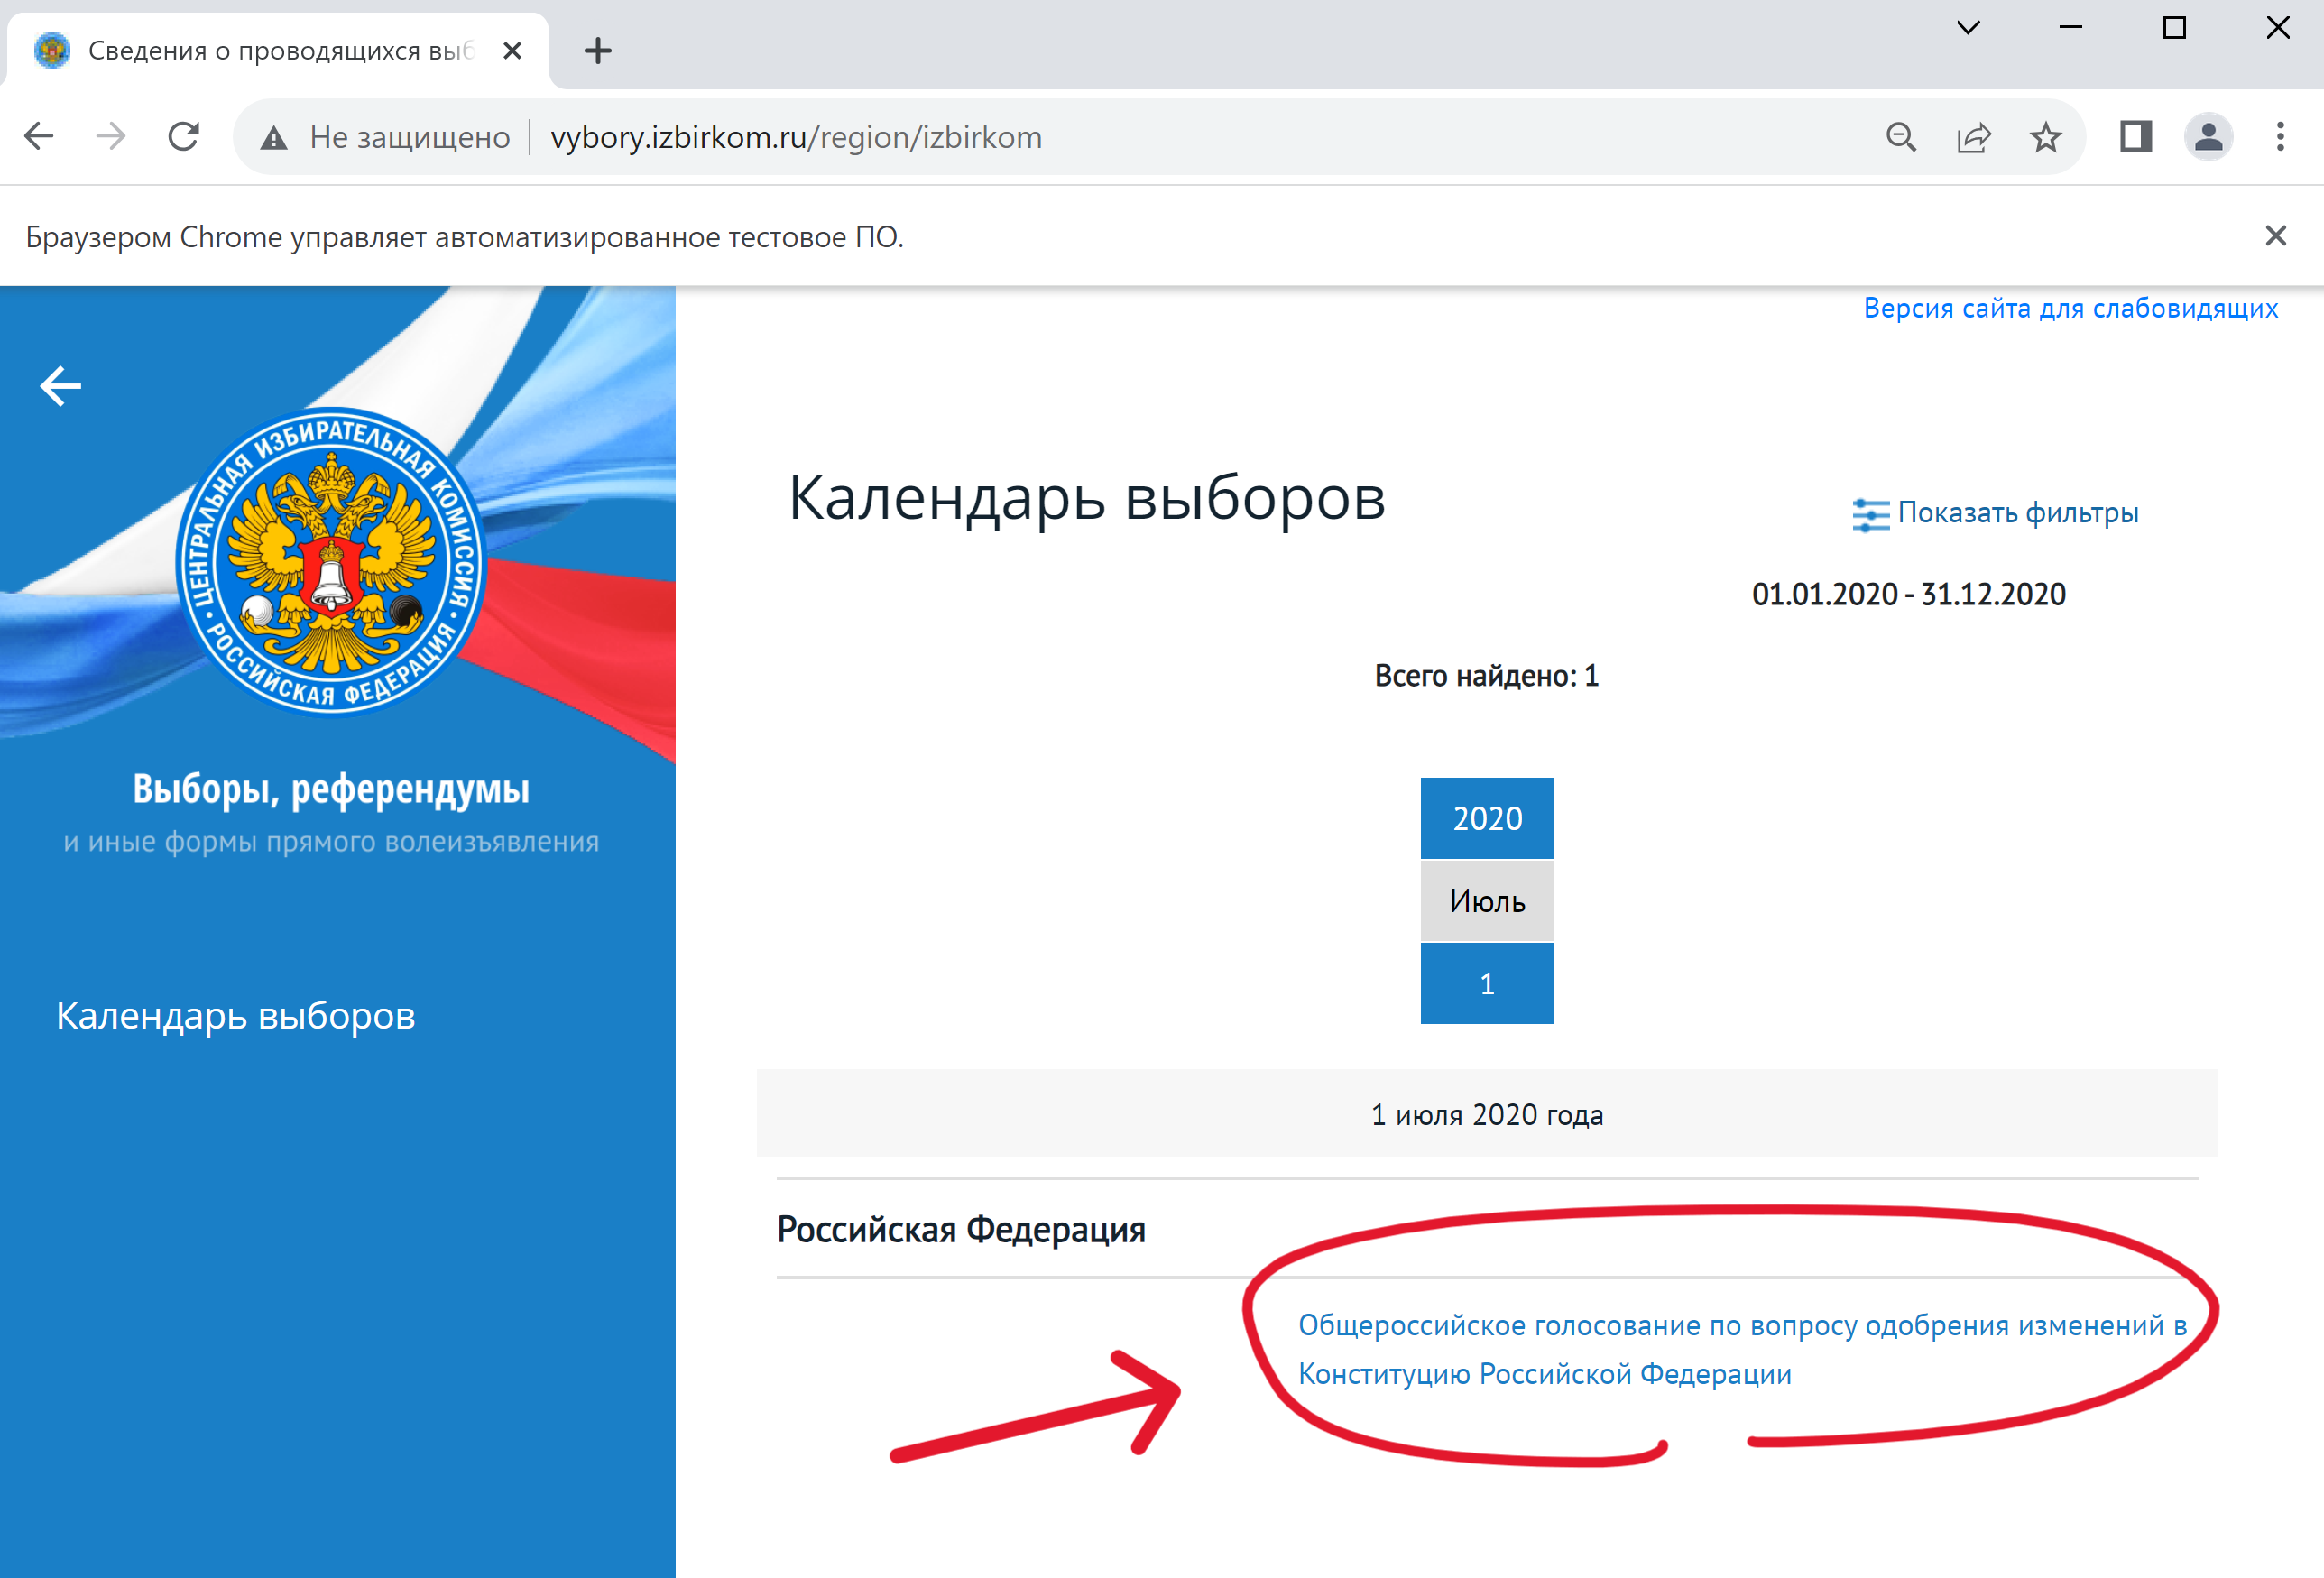 Сведения о проводящихся выб
Не защищено
vybory.izbirkom.ru/region/izbirkom
Браузером Chrome управляет автоматизированное тестовое ПО.
Версия сайта для слабовидящих
ЦЕНТРАЛЬНАЯ ИЗБИРАТЕЛЬНАЯ КОМИССИЯ
РОССИЙСКАЯ ФЕДЕРАЦИЯ
Выборы, референдумы
и иные формы прямого волеизъявления
Календарь выборов
Календарь выборов
Показать фильтры
01.01.2020 - 31.12.2020
Всего найдено: 1
2020
Июль
1
1 июля 2020 года
Российская Федерация
Общероссийское голосование по вопросу одобрения изменений в
Конституцию Российской Федерации